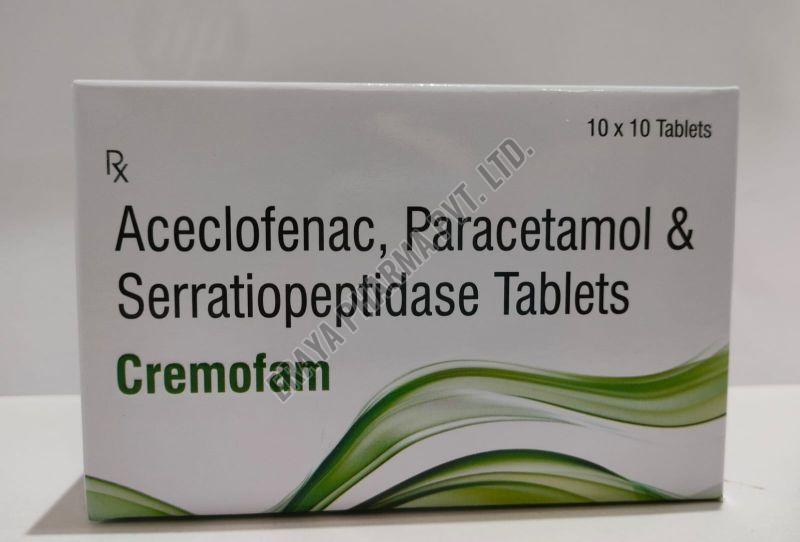 10 x 10 Tablets
Rx
Aceclofenac, Paracetamol &
Serratiopeptidase Tablets
Cremofam